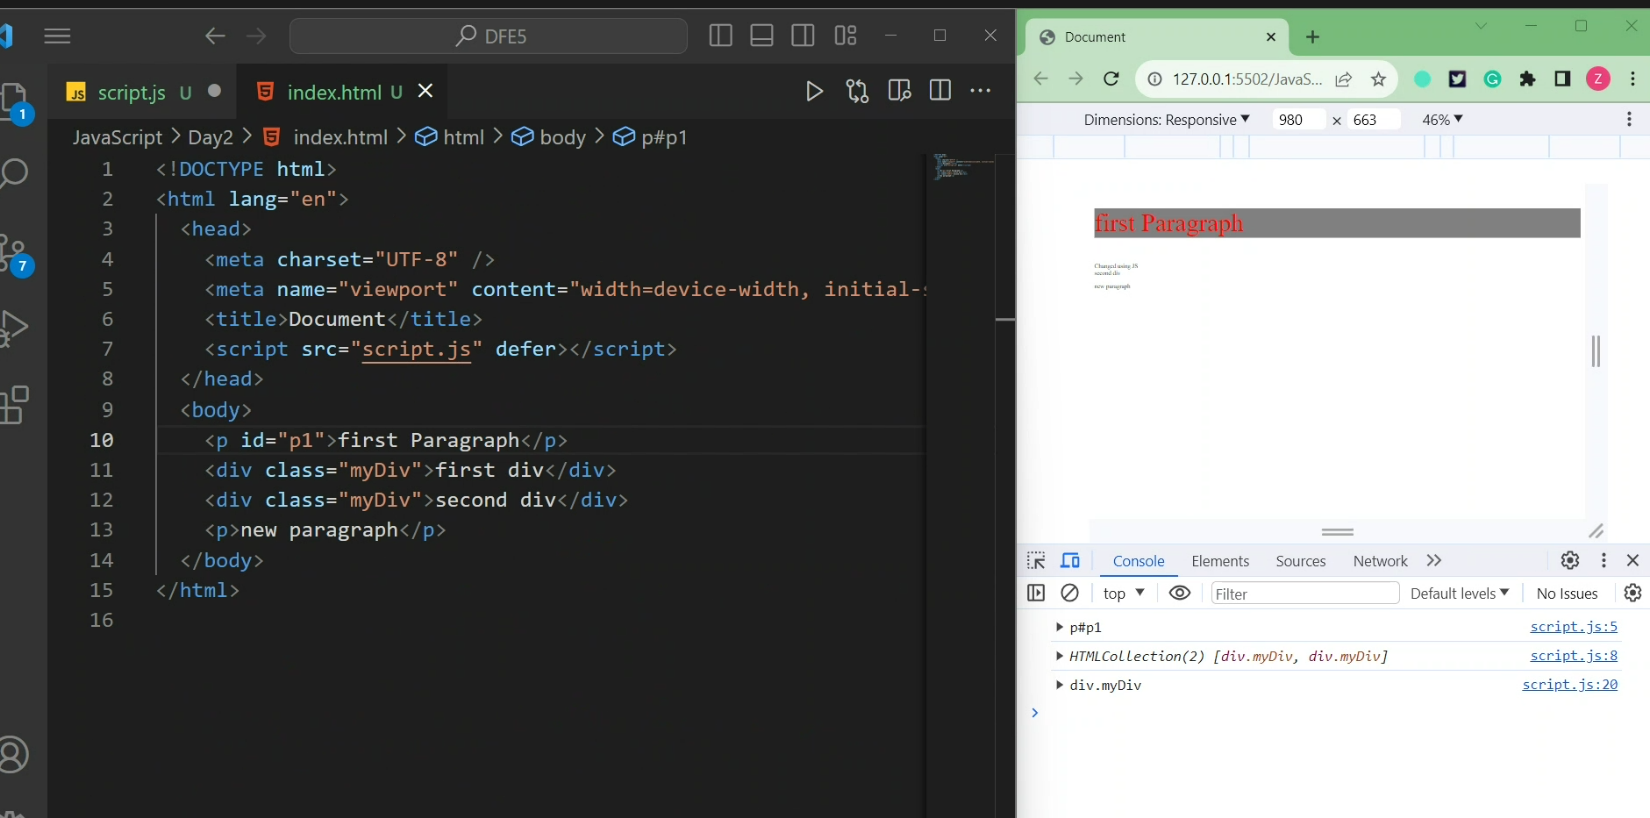 DFE5
JS script.js U
index.html U
JavaScript > Day2 > index.html > html > body > p#p1
1 <!DOCTYPE html>
2 <html lang="en">
3 <head>
4 <meta charset="UTF-8" />
5 <meta name="viewport" content="width=device-width, initial-s
6 <title>Document</title>
7 <script src="script.js" defer></script>
8 </head>
9 <body>
10 <p id="p1">first Paragraph</p>
11 <div class="myDiv">first div</div>
12 <div class="myDiv">second div</div>
13 <p>new paragraph</p>
14 </body>
15 </html>
16
1
7
Document
127.0.0.1:5502/JavaS...
Z
Dimensions: Responsive 980 × 663 46%
first Paragraph
Changed using JS
second div
new paragraph
Console Elements Sources Network
top Filter Default levels No Issues
p#p1 script.js:5
HTMLCollection(2) [div.myDiv, div.myDiv] script.js:8
div.myDiv script.js:20